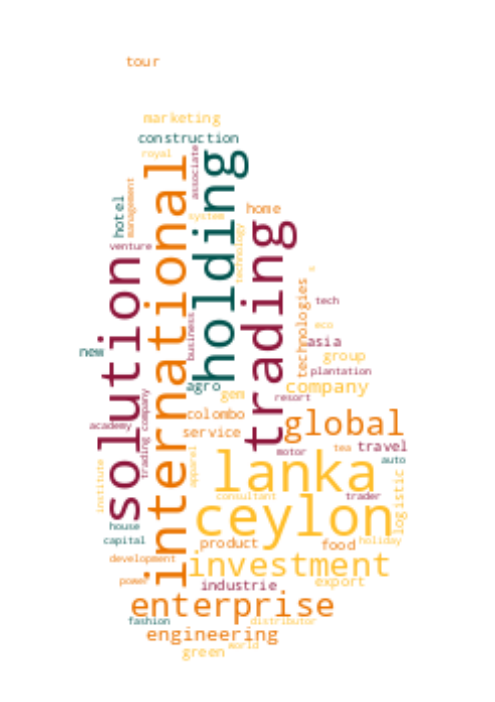 tour
marketing
construction
royal
associate
management
hotel
international
holding
system
home
technology
trading
venture
solution
s
technologies
tech
business
eco
new
asia
group
plantation
agro
company
gem
resort
trading company
colombo
academy
global
service
motor
tea
travel
apparel
lanka
auto
institute
consultant
trader
logistic
ceylon
house
capital
product
food
holiday
development
investment
power
industrie
export
enterprise
fashion
distributor
engineering
world
green